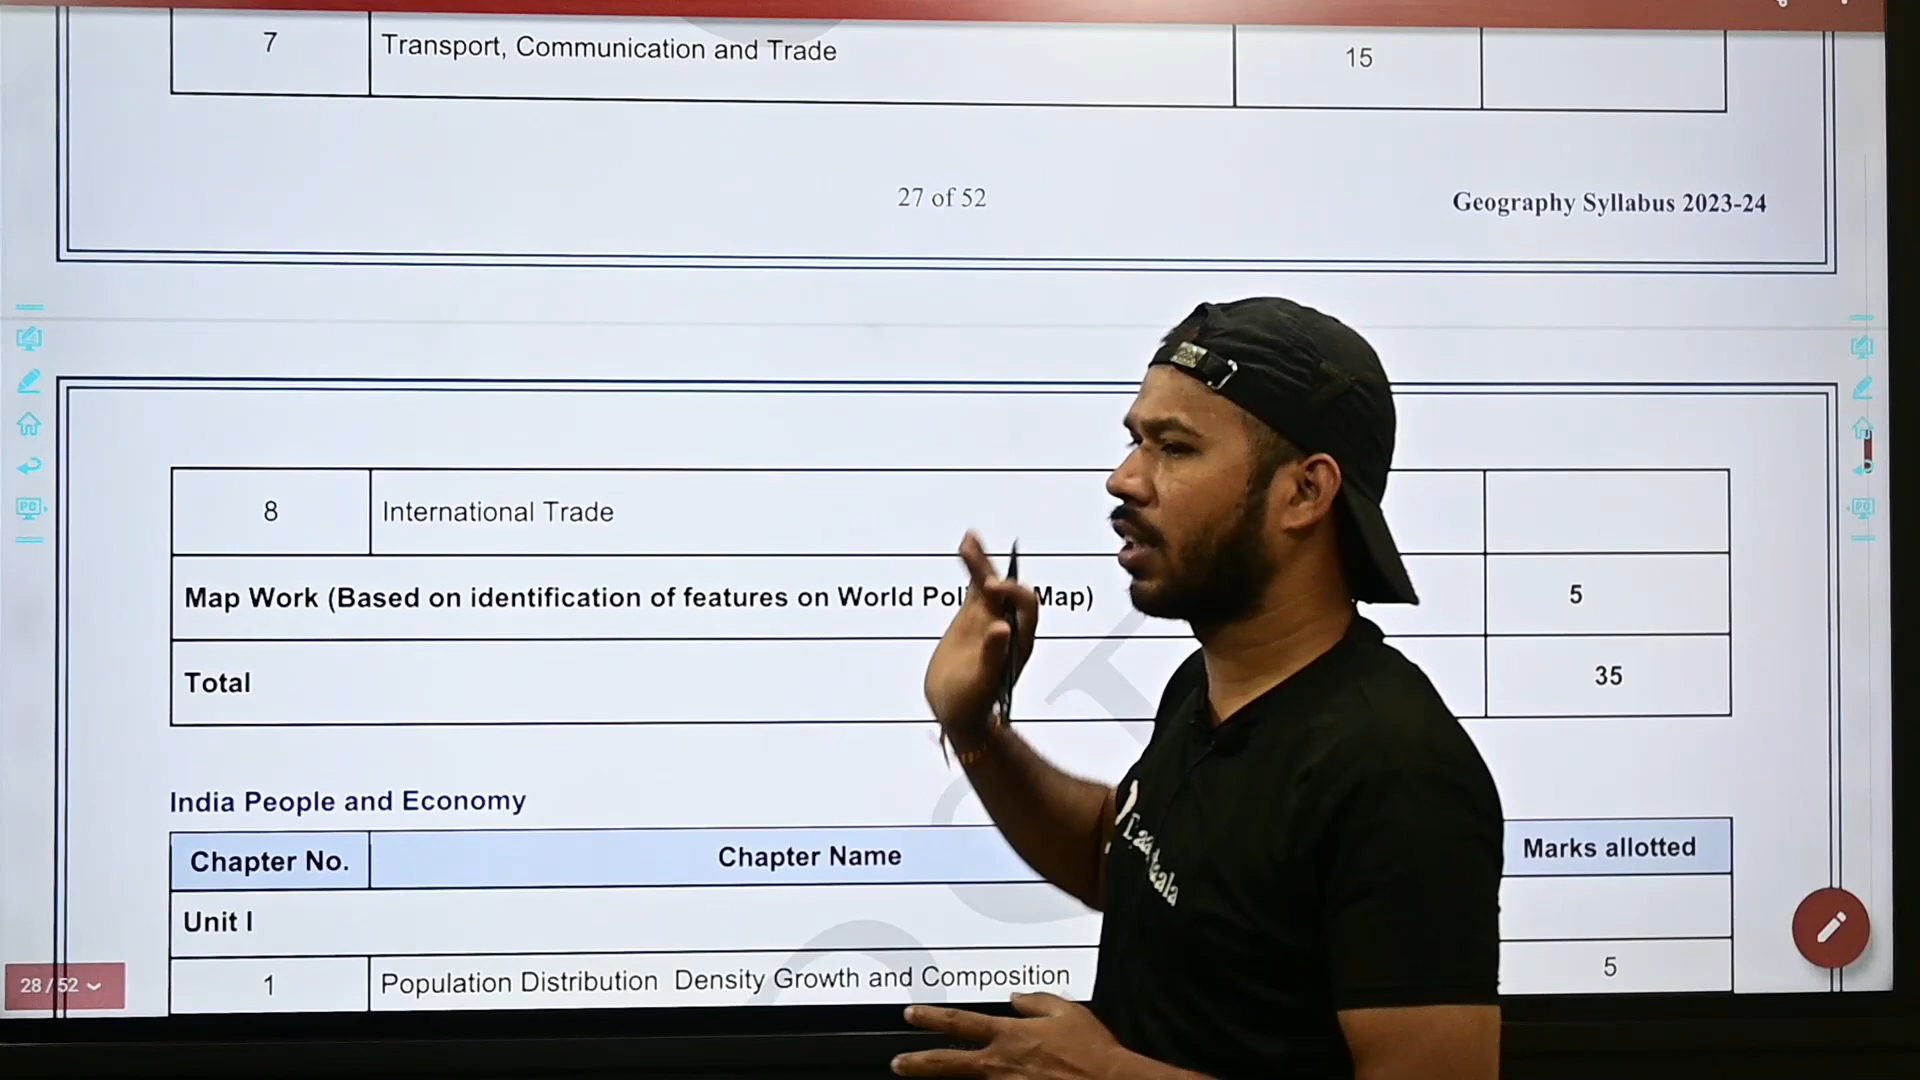 7 Transport, Communication and Trade 15
27 of 52 Geography Syllabus 2023-24
8 International Trade
Map Work (Based on identification of features on World Map) 5
Total 35
India People and Economy
Chapter No. Chapter Name Marks allotted
Unit I
1 Population Distribution Density Growth and Composition 5
28 / 52
PC
PC